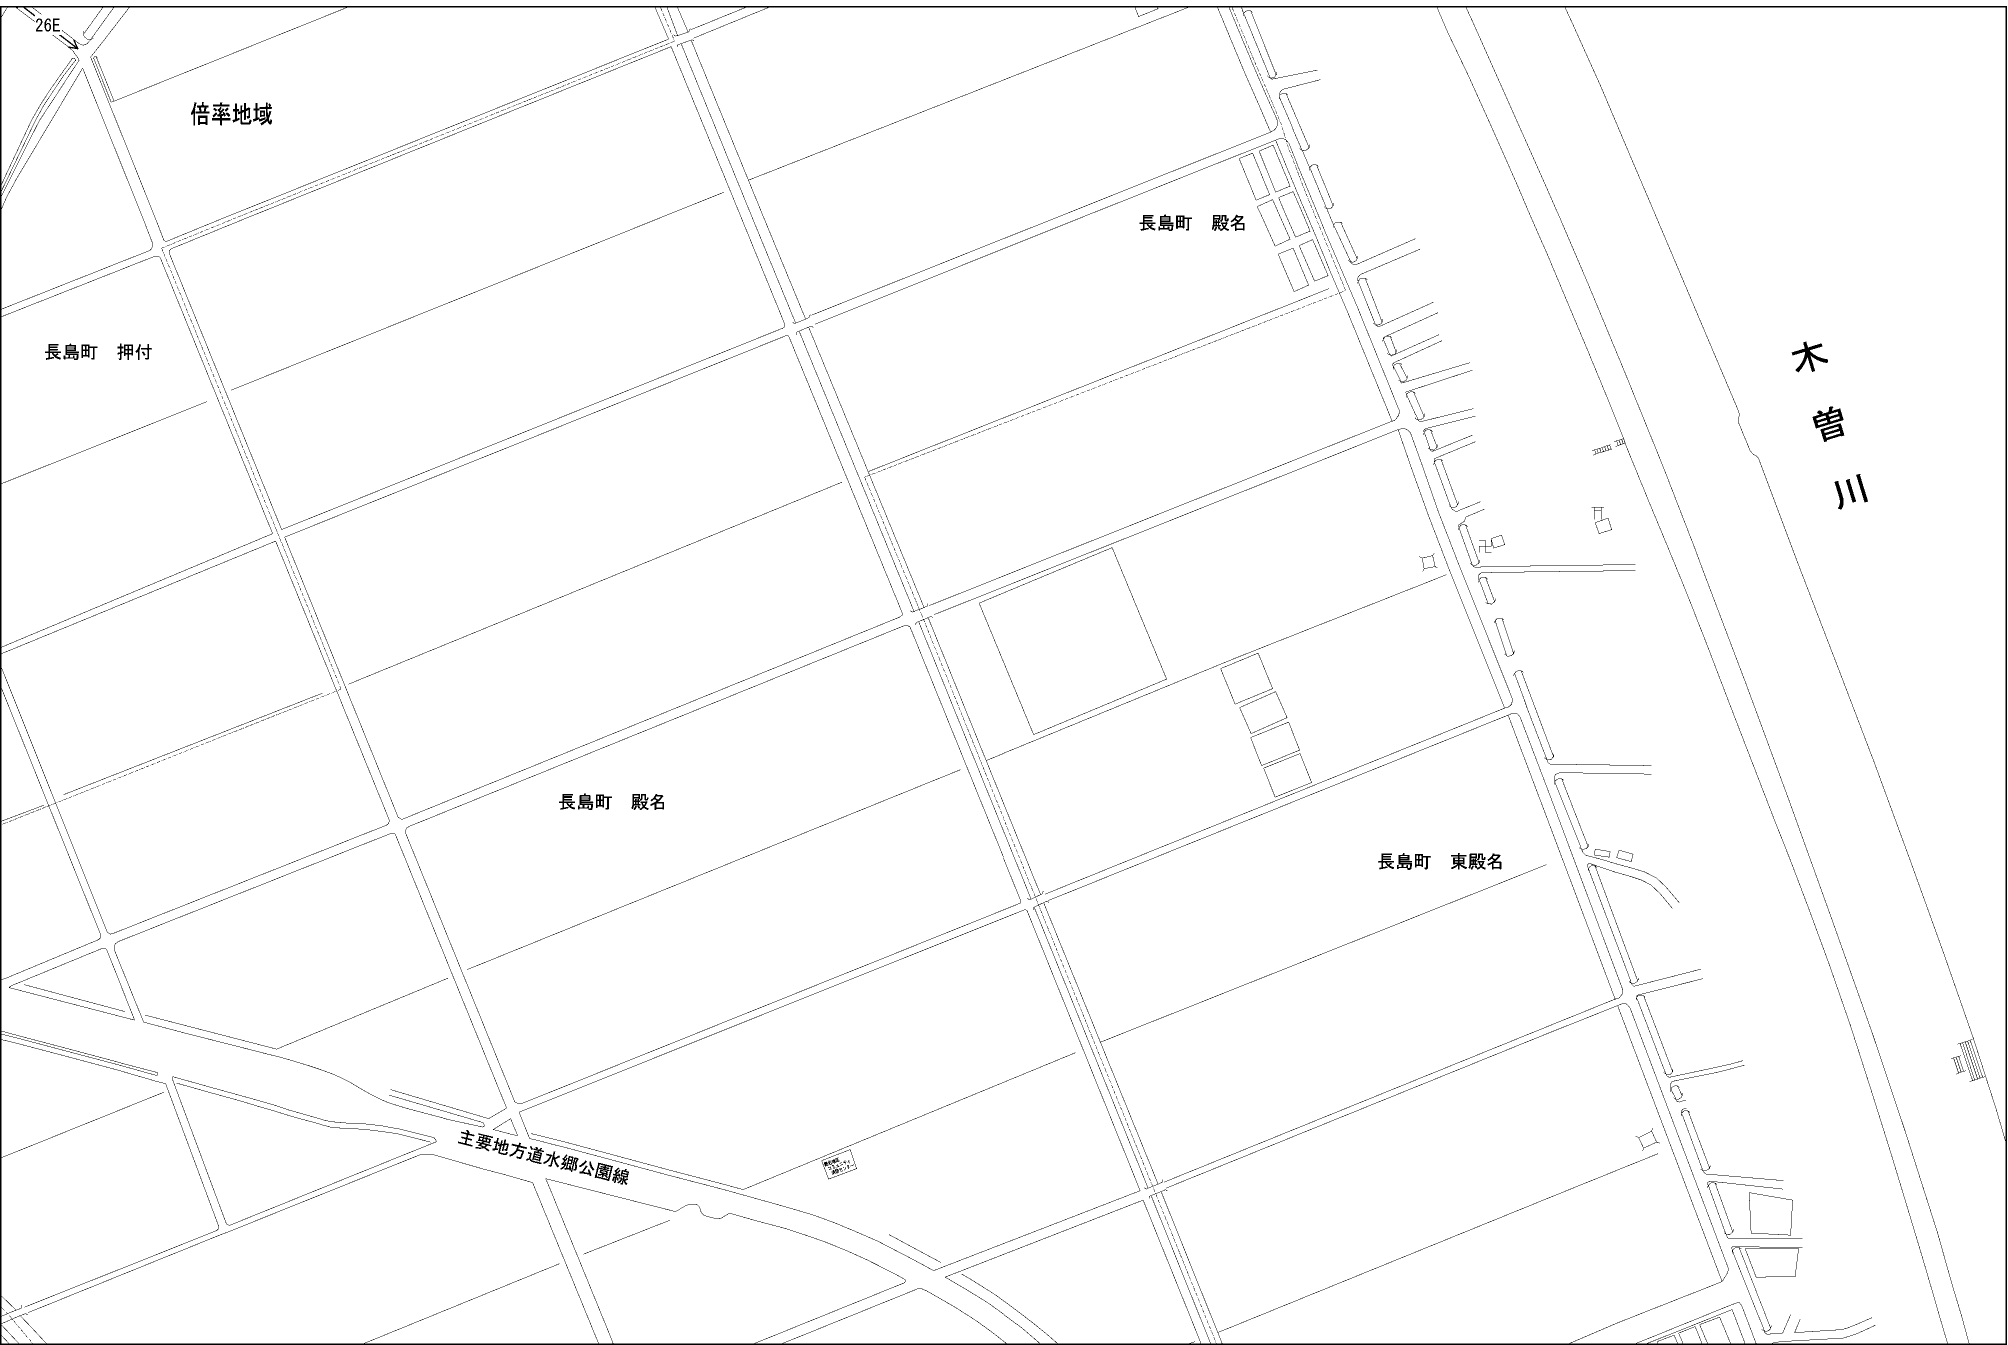 26E
倍率地域
長島町　殿名
長島町　押付
木曽川
長島町　殿名
長島町　東殿名
主要地方道水郷公園線